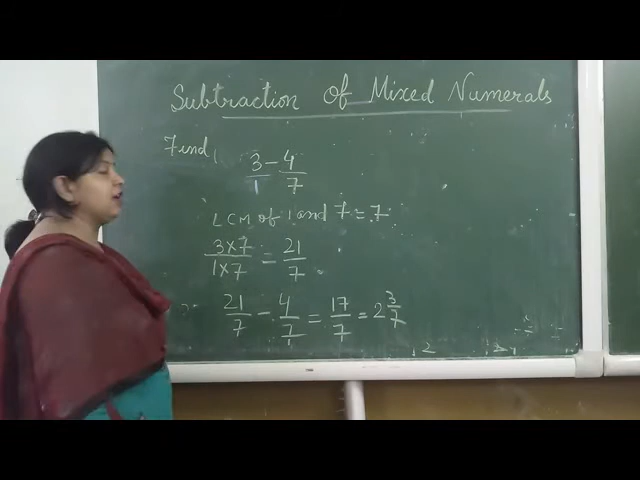 Subtraction of Mixed Numerals
Find, 3/1 - 4/7
LCM of 1 and 7 = 7
3×7/1×7 = 21/7
21/7 - 4/7 = 17/7 = 2 3/7